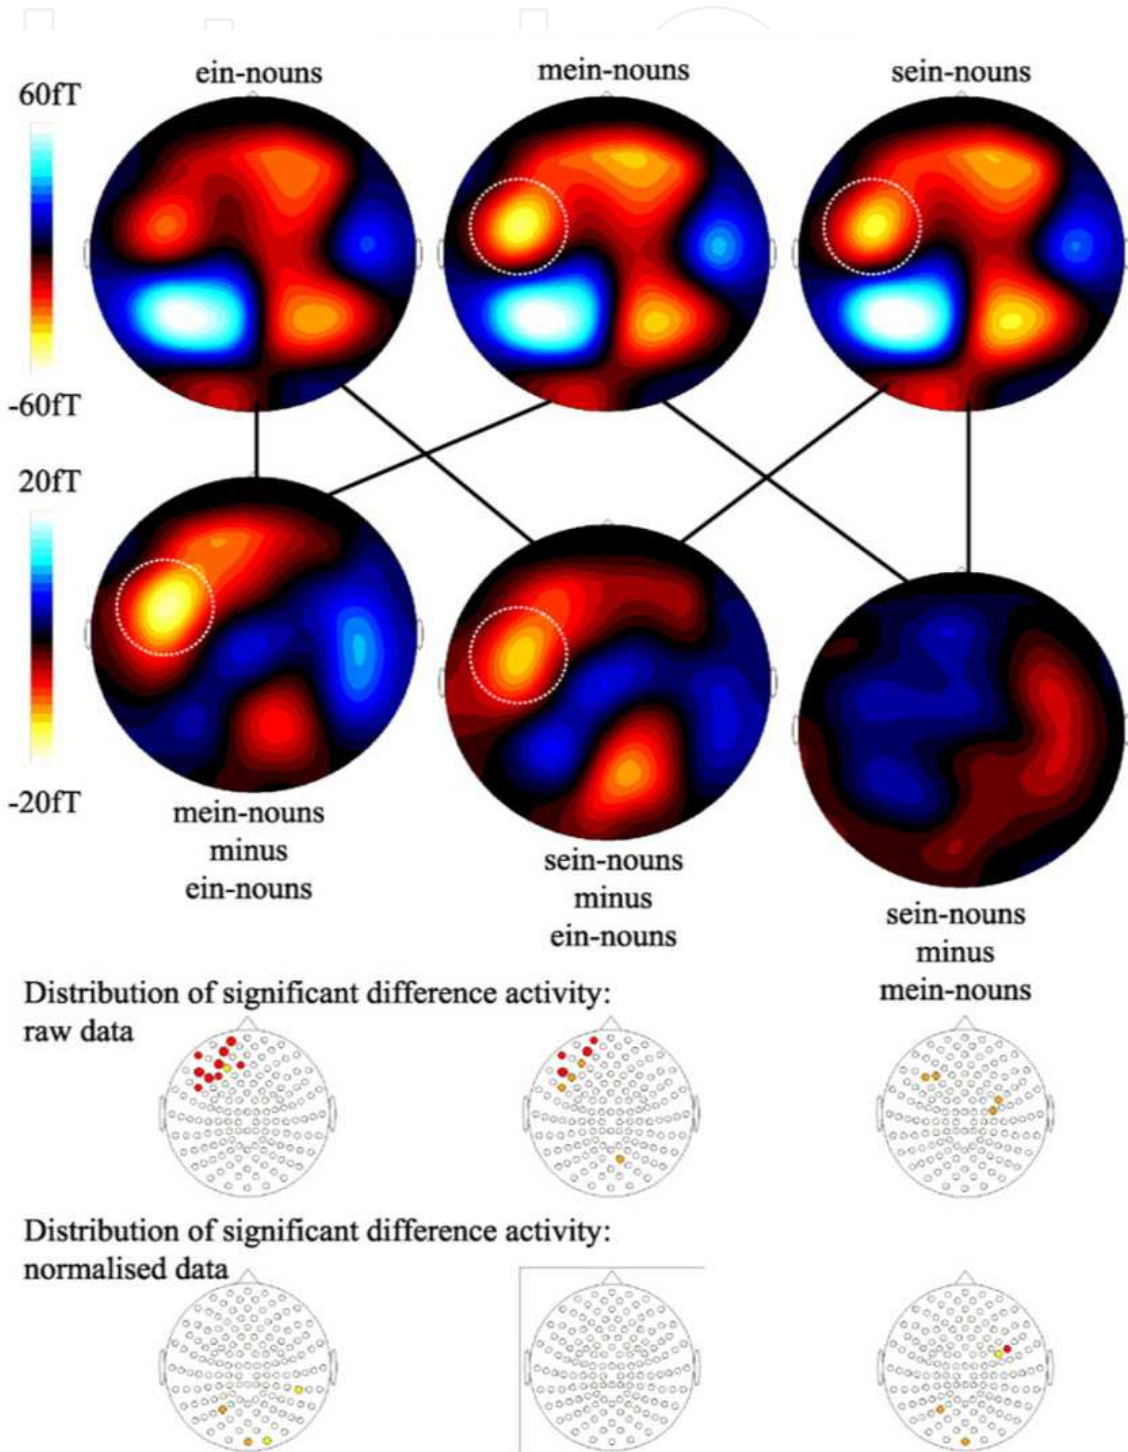 ein-nouns
mein-nouns
sein-nouns
60fT
-60fT
20fT
-20fT
mein-nouns
minus
ein-nouns
sein-nouns
minus
ein-nouns
sein-nouns
minus
mein-nouns
Distribution of significant difference activity:
raw data
Distribution of significant difference activity:
normalised data